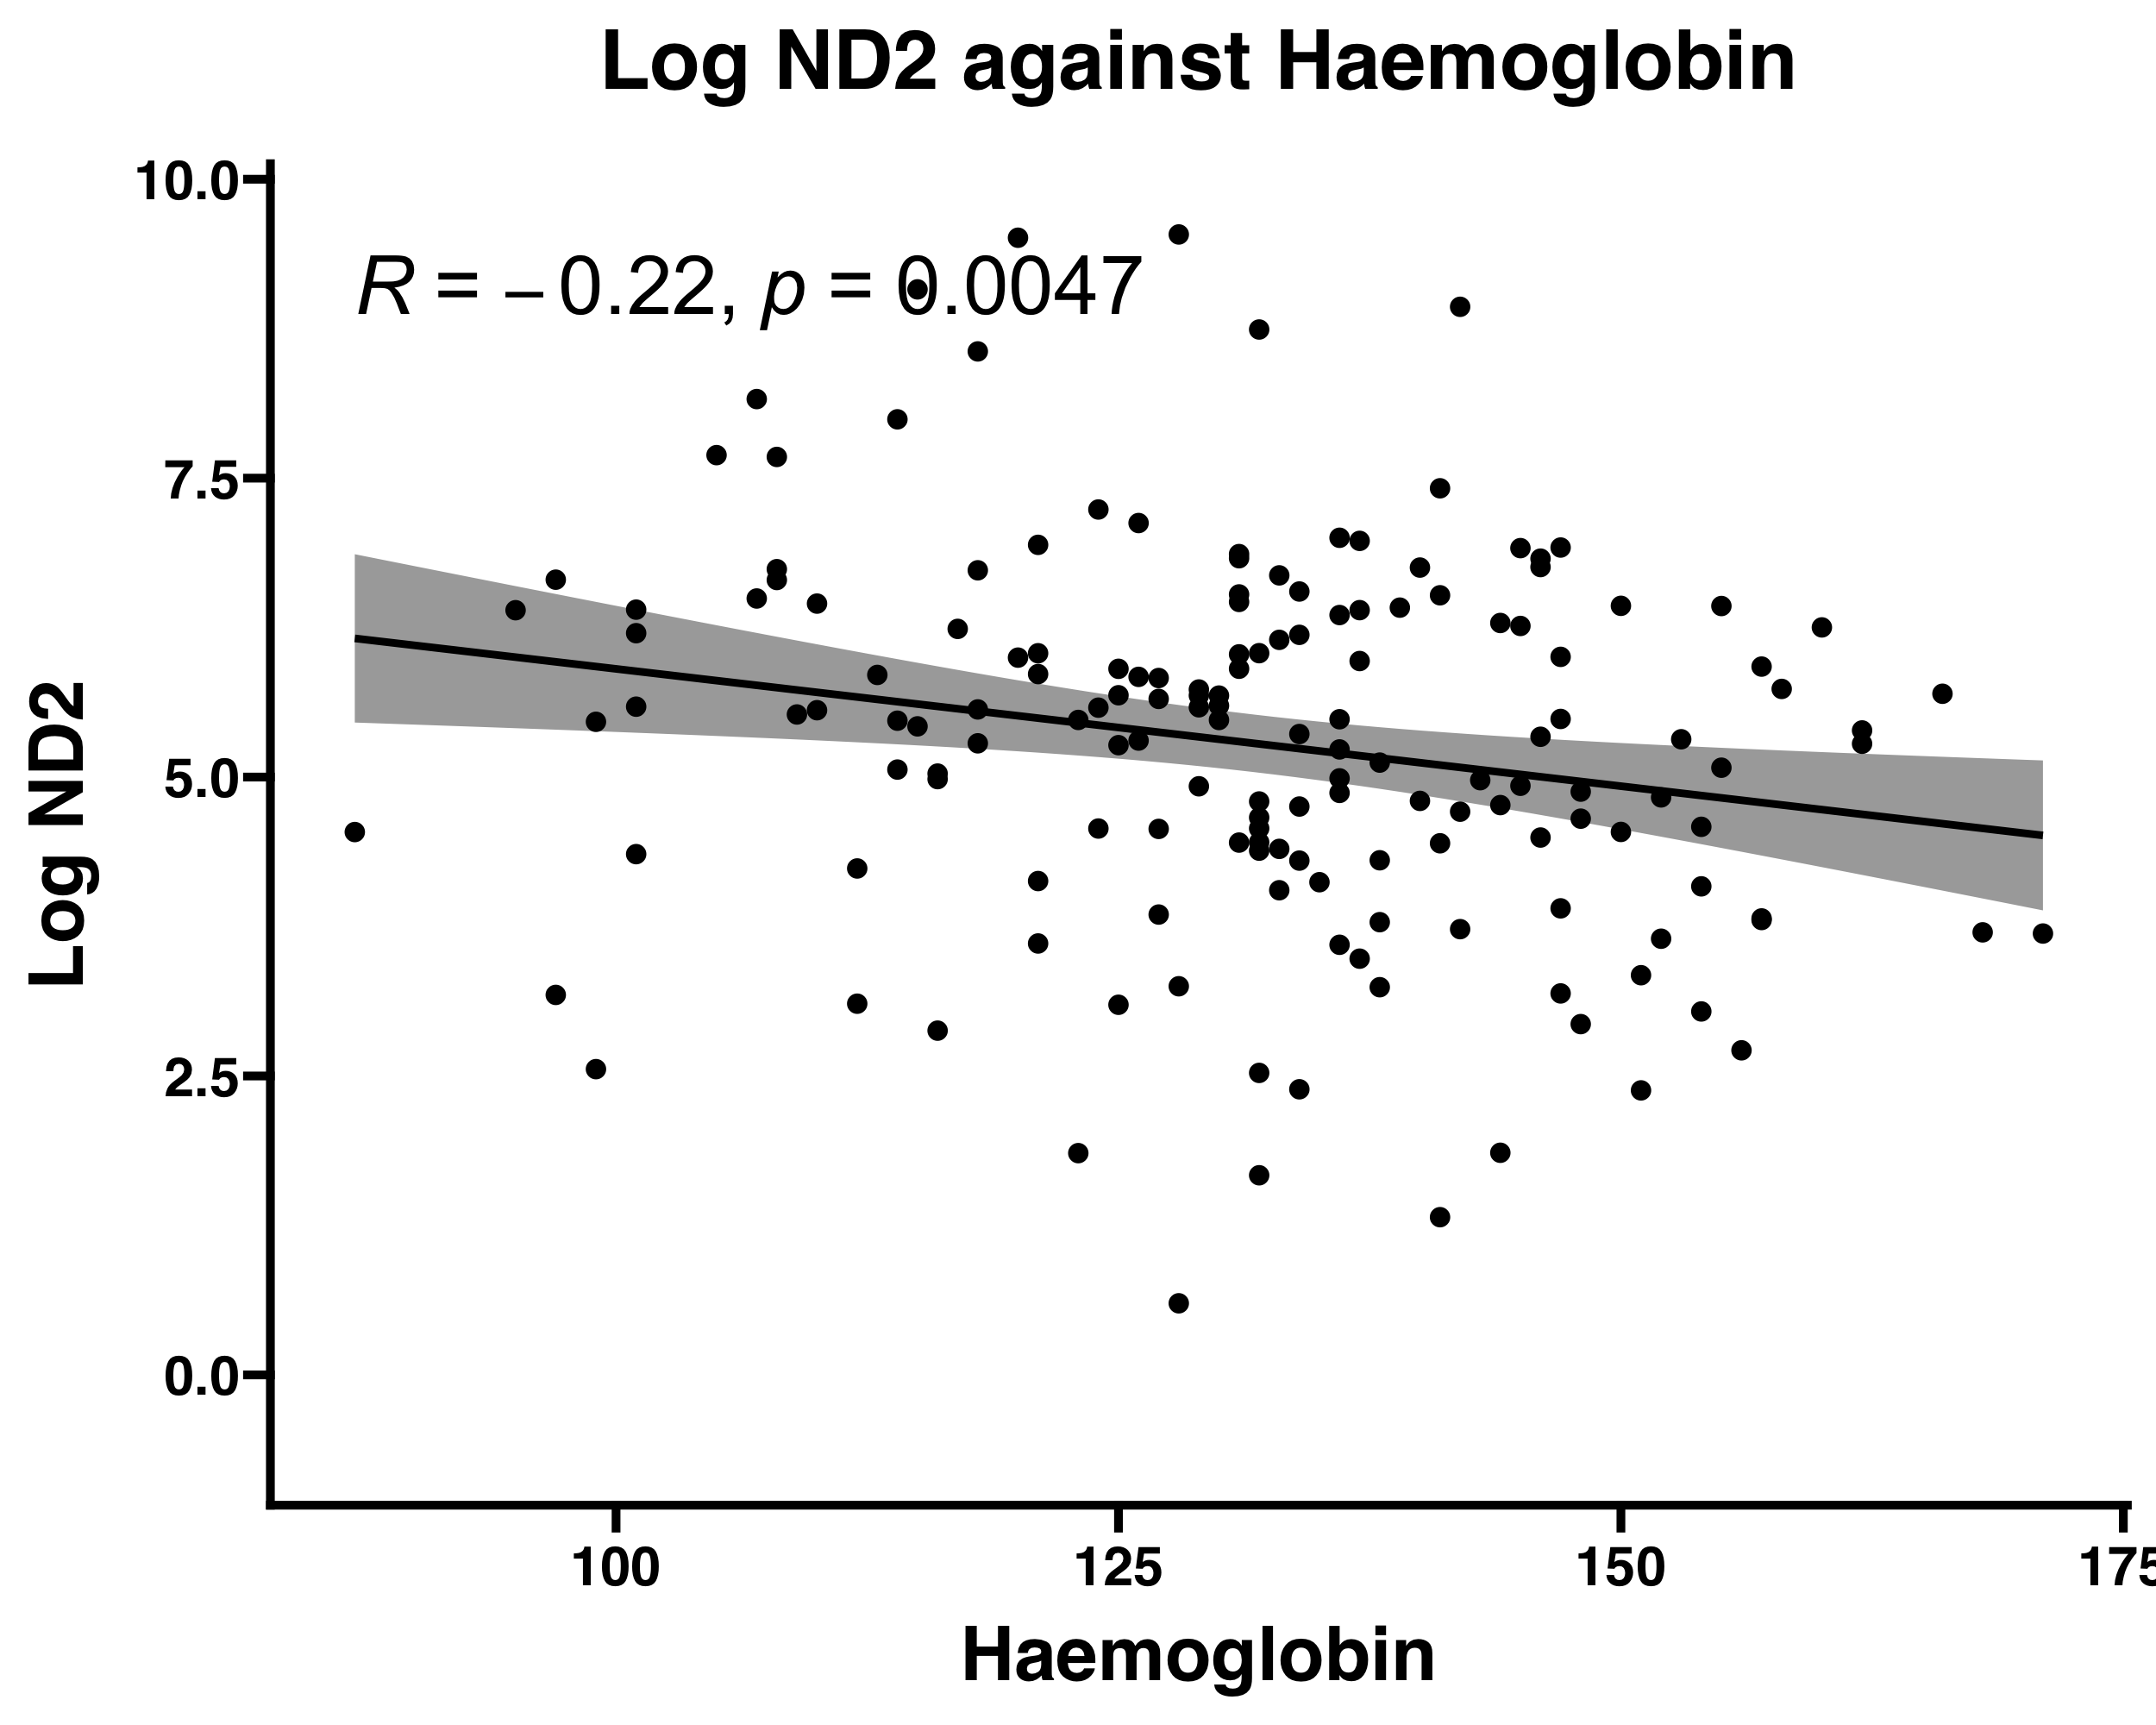 Log ND2 against Haemoglobin
10.0
R = − 0.22, p = 0.0047
7.5
Log ND2
5.0
2.5
0.0
100 125 150 175
Haemoglobin